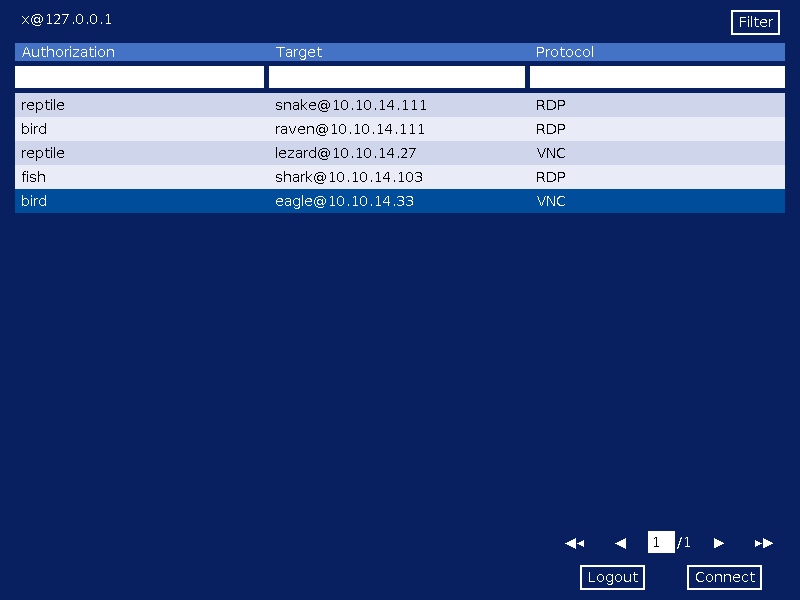 x@127.0.0.1
Filter
Authorization Target Protocol
reptile snake@10.10.14.111 RDP
bird raven@10.10.14.111 RDP
reptile lezard@10.10.14.27 VNC
fish shark@10.10.14.103 RDP
bird eagle@10.10.14.33 VNC
1 /1
Logout Connect